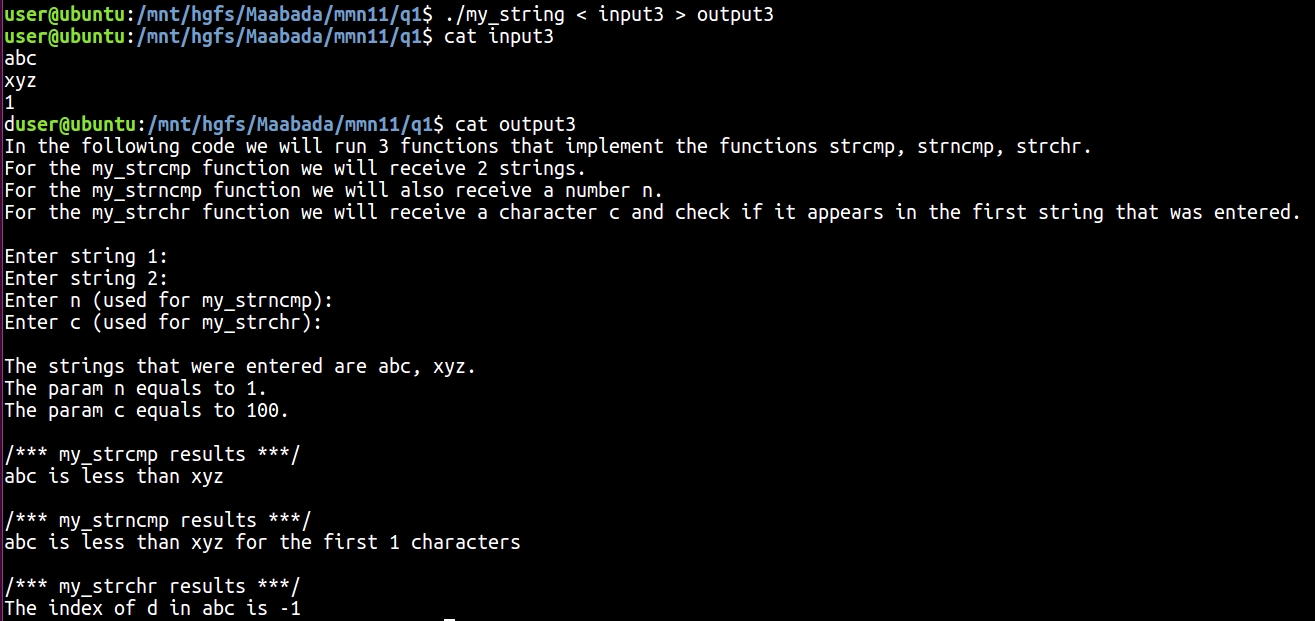 user@ubuntu:/mnt/hgfs/Maabada/mmn11/q1$ ./my_string < input3 > output3
user@ubuntu:/mnt/hgfs/Maabada/mmn11/q1$ cat input3
abc
xyz
1
duser@ubuntu:/mnt/hgfs/Maabada/mmn11/q1$ cat output3
In the following code we will run 3 functions that implement the functions strcmp, strncmp, strchr.
For the my_strcmp function we will receive 2 strings.
For the my_strncmp function we will also receive a number n.
For the my_strchr function we will receive a character c and check if it appears in the first string that was entered.
Enter string 1:
Enter string 2:
Enter n (used for my_strncmp):
Enter c (used for my_strchr):
The strings that were entered are abc, xyz.
The param n equals to 1.
The param c equals to 100.
/*** my_strcmp results ***/
abc is less than xyz
/*** my_strncmp results ***/
abc is less than xyz for the first 1 characters
/*** my_strchr results ***/
The index of d in abc is -1